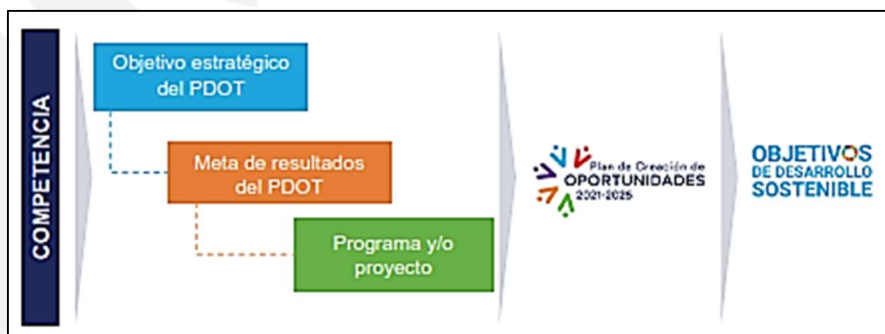 COMPETENCIA
Objetivo estratégico
del PDOT
Meta de resultados
del PDOT
Programa y/o
proyecto
Plan de Creación de
OPORTUNIDADES
2021-2025
OBJETIVOS
DE DESARROLLO
SOSTENIBLE